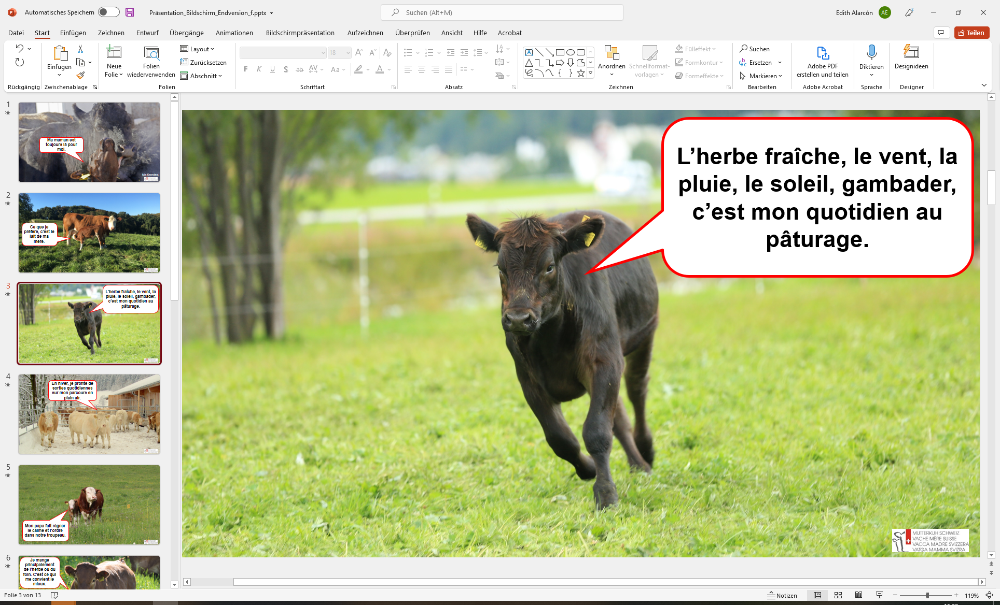 Automatisches Speichern
Präsentation_Bildschirm_Endversion_f.pptx
Suchen (Alt+M)
Edith Alarcón
AE
Datei Start Einfügen Zeichnen Entwurf Übergänge Animationen Bildschirmpräsentation Aufzeichnen Überprüfen Ansicht Hilfe Acrobat
Teilen
Rückgängig
Einfügen
Zwischenablage
Neue
Folie
Folien
wiederverwenden
Layout
Zurücksetzen
Abschnitt
Folien
18
F K U S ab AV Aa
Schriftart
Absatz
Anordnen
Schnellformat-
vorlagen
Fülleffekt
Formkontur
Formeffekte
Zeichnen
Suchen
Ersetzen
Markieren
Bearbeiten
Adobe PDF
erstellen und teilen
Adobe Acrobat
Diktieren
Sprache
Designideen
Designer
1
Ma maman est
toujours là pour
moi.
Mia Kaenders
2
Ce que je
préfère, c'est le
lait de ma
mère.
3
L'herbe fraîche, le vent, la
pluie, le soleil, gambader,
c'est mon quotidien au
pâturage.
4
En hiver, je profite de
sorties quotidiennes
sur mon parcours en
plein air.
5
Mon papa fait régner
le calme et l'ordre
dans notre troupeau.
6
Je mange
principalement
de l'herbe ou du
foin. C'est ce qui
me convient le
mieux.
L’herbe fraîche, le vent, la
pluie, le soleil, gambader,
c’est mon quotidien au
pâturage.
MUTTERKUH SCHWEIZ
VACHE MÈRE SUISSE
VACCA MADRE SVIZZERA
VATGA MAMMA SVIZRA
Folie 3 von 13
Notizen
119%